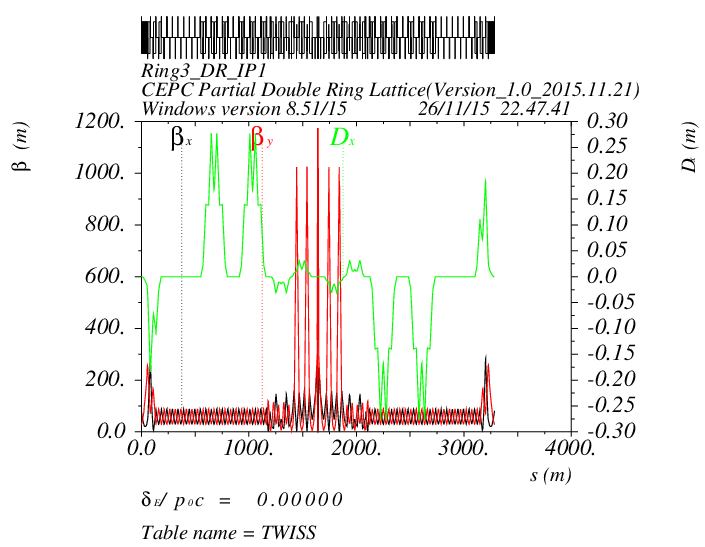 Ring3_DR_IP1
CEPC Partial Double Ring Lattice(Version_1.0_2015.11.21)
Windows version 8.51/15 26/11/15 22.47.41
β (m)
1200.
1000.
800.
600.
400.
200.
0.0
βx βy Dx
0.30
0.25
0.20
0.15
0.10
0.05
0.0
-0.05
-0.10
-0.15
-0.20
-0.25
-0.30
Dx (m)
0.0 1000. 2000. 3000. 4000.
s (m)
δE/ p0c = 0.00000
Table name = TWISS